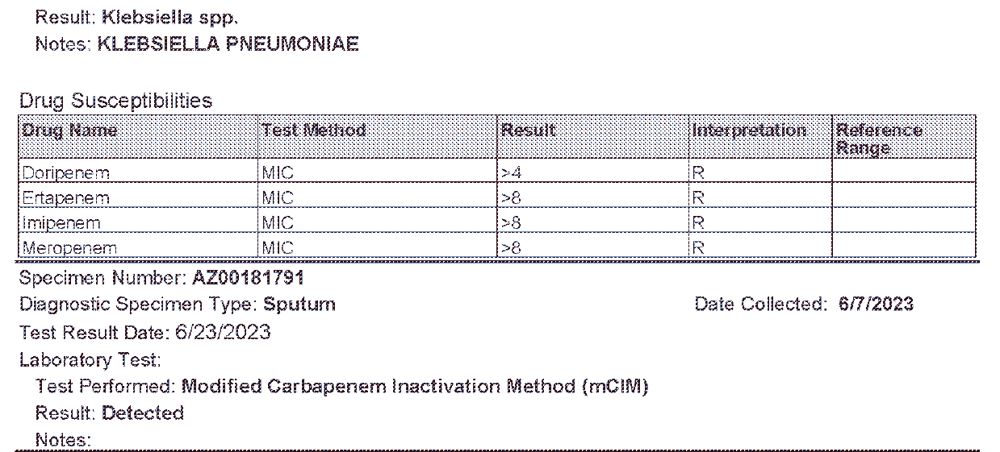 Result: Klebsiella spp.
Notes: KLEBSIELLA PNEUMONIAE
Drug Susceptibilities
Drug Name Test Method Result Interpretation Reference Range
Doripenem MIC >4 R
Ertapenem MIC >8 R
Imipenem MIC >8 R
Meropenem MIC >8 R
Specimen Number: AZ00181791
Diagnostic Specimen Type: Sputum Date Collected: 6/7/2023
Test Result Date: 6/23/2023
Laboratory Test:
Test Performed: Modified Carbapenem Inactivation Method (mCIM)
Result: Detected
Notes: